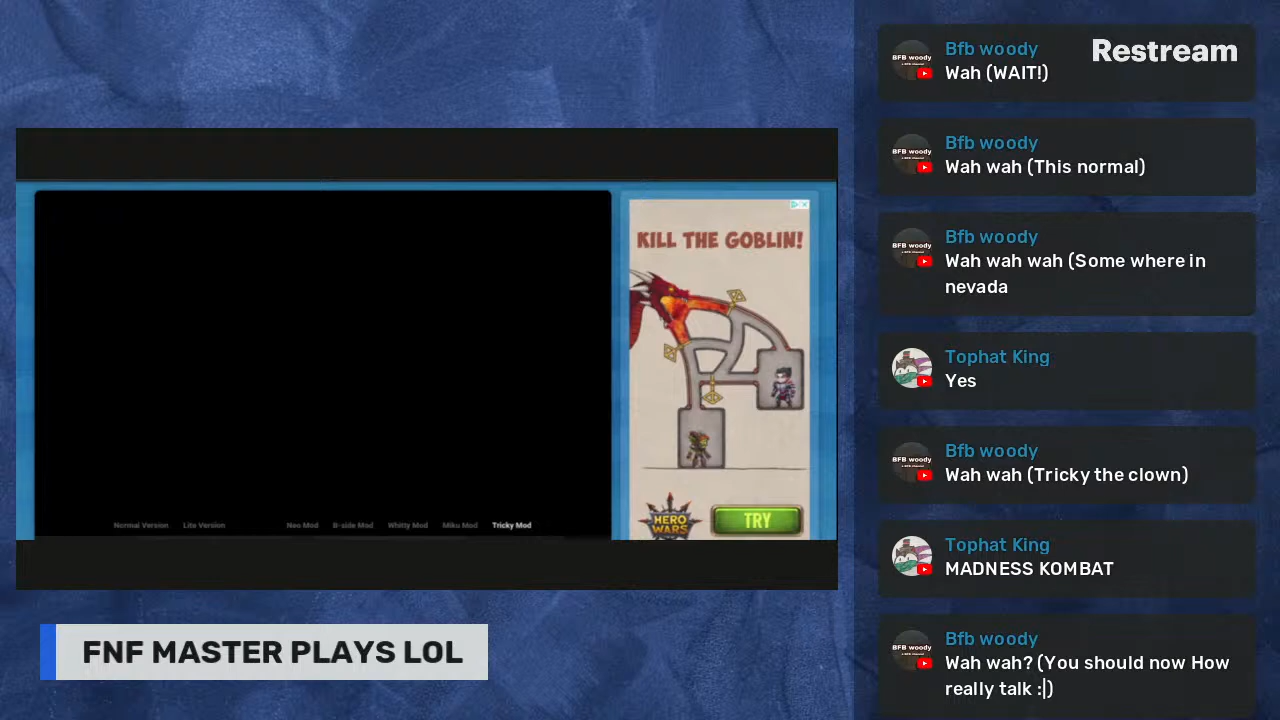 KILL THE GOBLIN!
HERO
WARS
TRY
Normal Version
Lite Version
Neo Mod
B-side Mod
Whitty Mod
Miku Mod
Tricky Mod
FNF MASTER PLAYS LOL
Restream
Bfb woody
Wah (WAIT!)
Bfb woody
Wah wah (This normal)
Bfb woody
Wah wah wah (Some where in
nevada
Tophat King
Yes
Bfb woody
Wah wah (Tricky the clown)
Tophat King
MADNESS KOMBAT
Bfb woody
Wah wah? (You should now How
really talk :|)